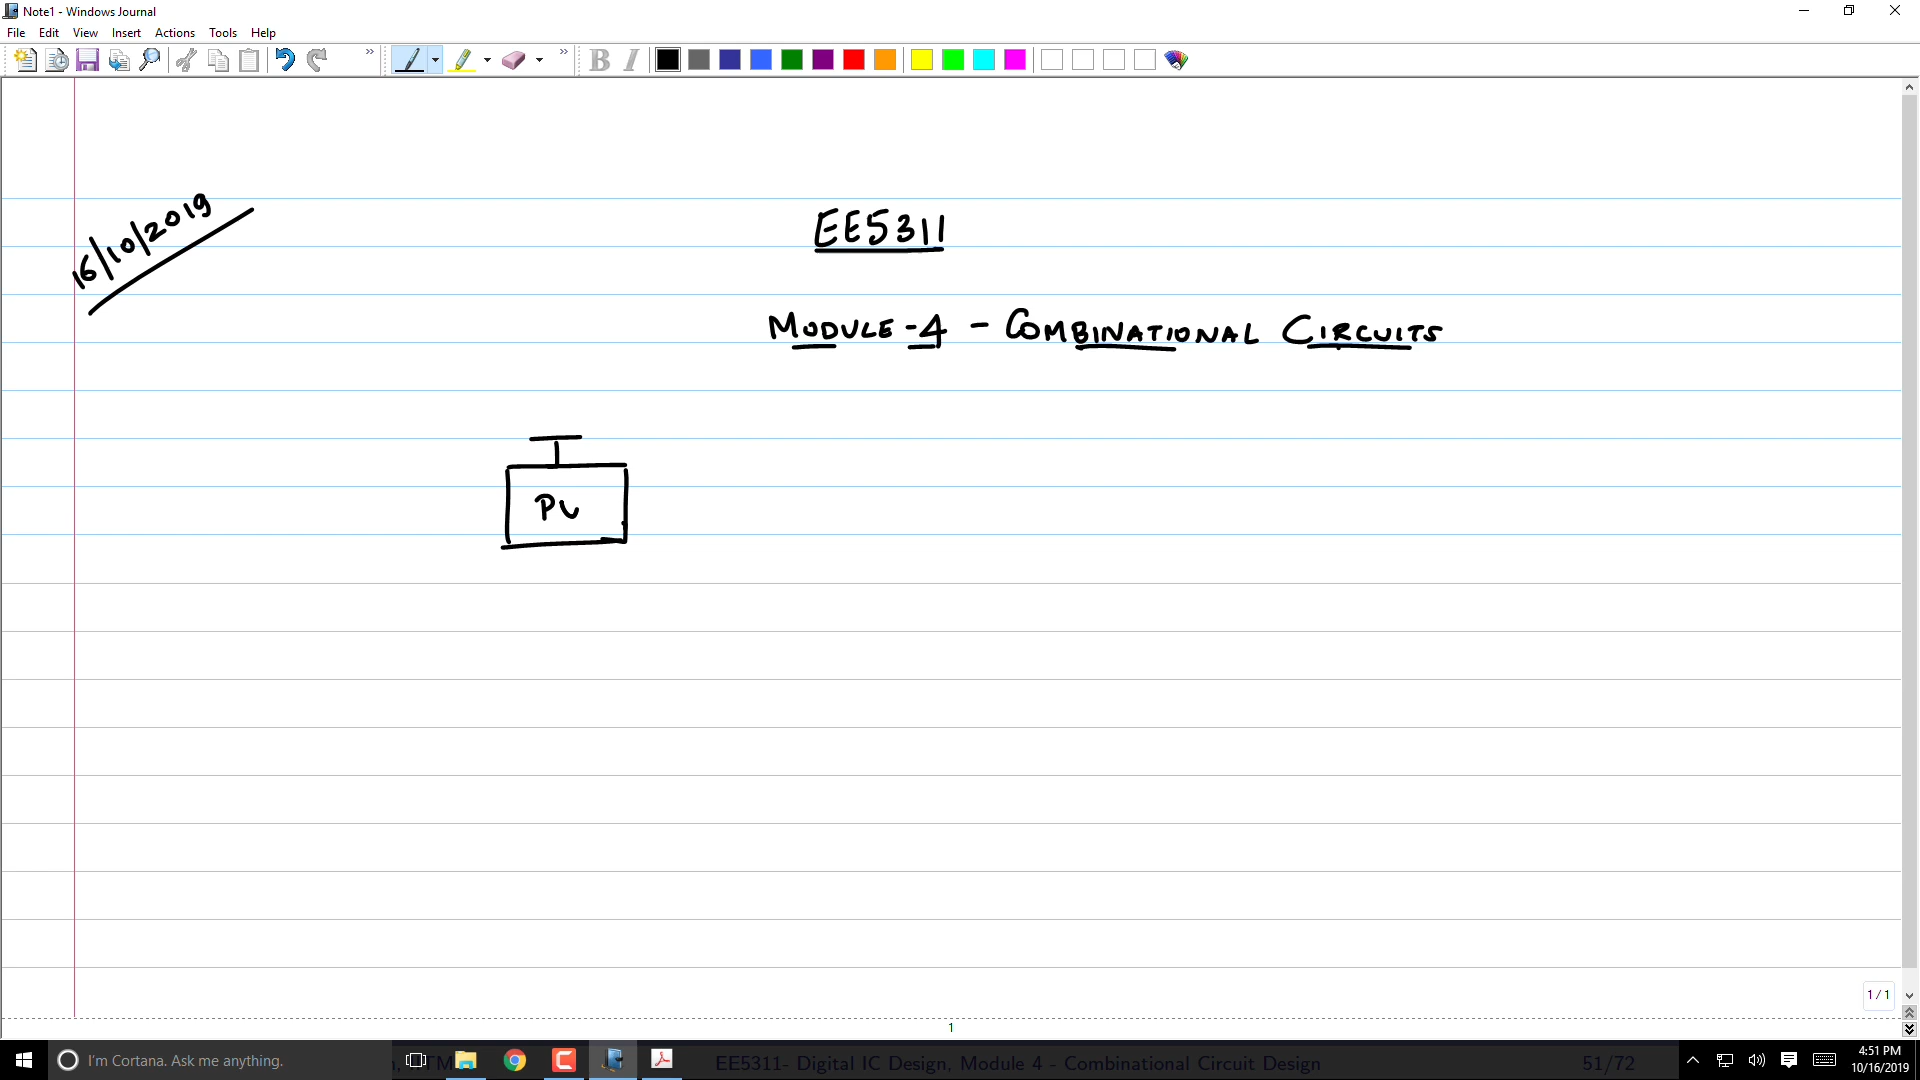 Note1 - Windows Journal
File Edit View Insert Actions Tools Help
B I
16/10/2019
EE5311
MODULE-4 - COMBINATIONAL CIRCUITS
PU
1 / 1
1
I'm Cortana. Ask me anything.
EE5311- Digital IC Design, Module 4 - Combinational Circuit Design
51/72
4:51 PM
10/16/2019